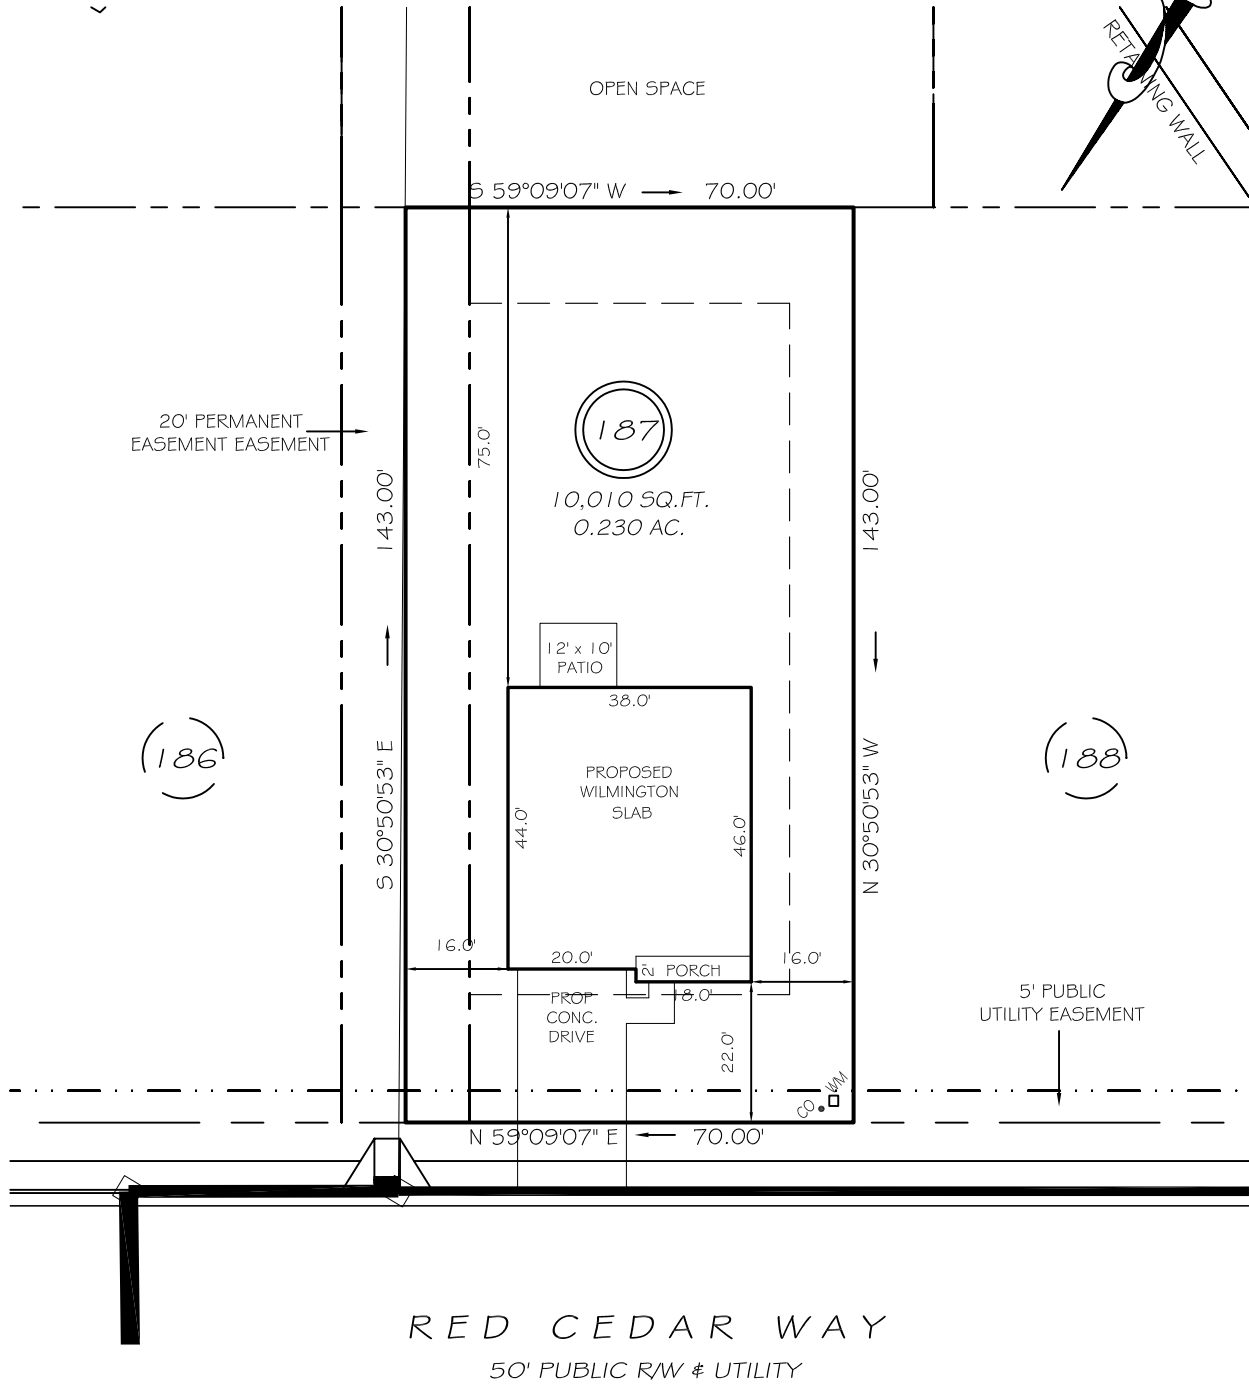 RETAINING WALL
OPEN SPACE
S 59°09'07" W 70.00'
20' PERMANENT
EASEMENT EASEMENT
75.0'
187
10,010 SQ.FT.
0.230 AC.
143.00'
143.00'
12' x 10'
PATIO
38.0'
186
188
PROPOSED
WILMINGTON
SLAB
S 30°50'53" E
44.0'
46.0'
N 30°50'53" W
16.0'
20.0'
2'
PORCH
16.0'
18.0'
PROP
CONC.
DRIVE
22.0'
5' PUBLIC
UTILITY EASEMENT
CO
WM
N 59°09'07" E 70.00'
RED CEDAR WAY
50' PUBLIC R/W & UTILITY